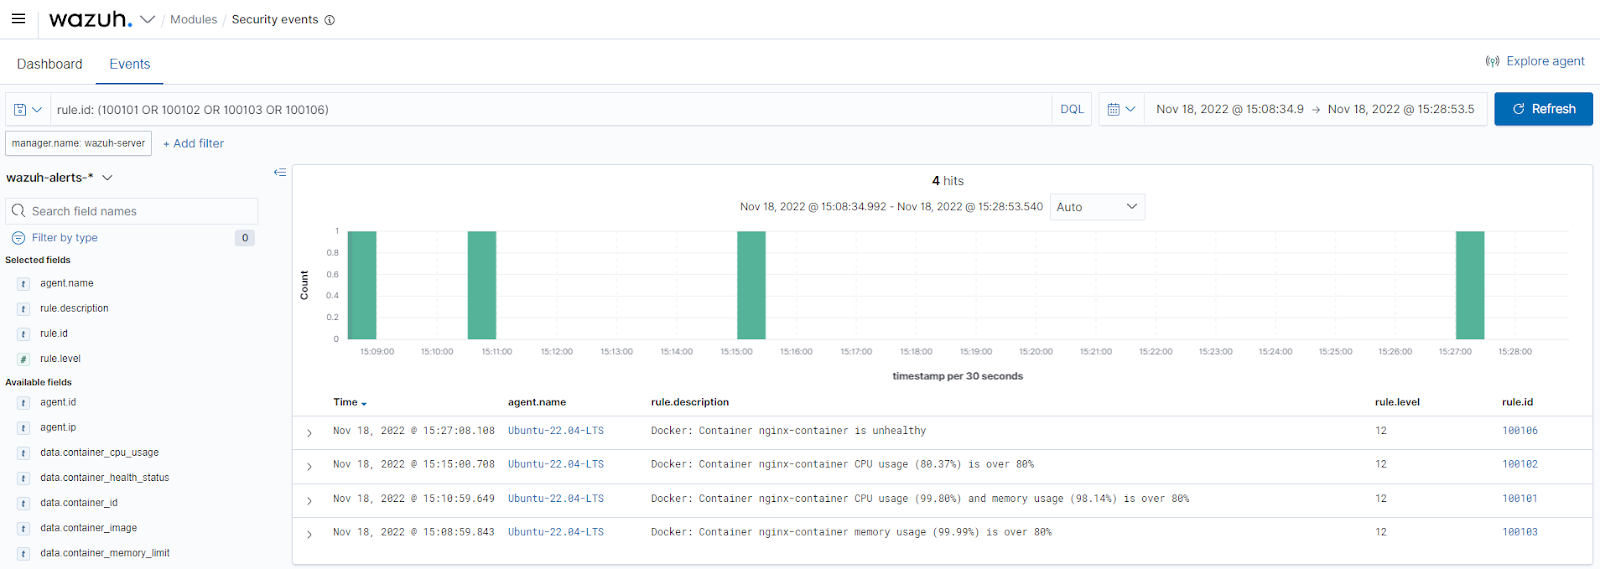 wazuh. / Modules / Security events
Dashboard Events Explore agent
rule.id: (100101 OR 100102 OR 100103 OR 100106) DQL Nov 18, 2022 @ 15:08:34.9 → Nov 18, 2022 @ 15:28:53.5 Refresh
manager.name: wazuh-server + Add filter
wazuh-alerts-*
Search field names
Filter by type 0
Selected fields
t agent.name
t rule.description
t rule.id
# rule.level
Available fields
t agent.id
t agent.ip
t data.container_cpu_usage
t data.container_health_status
t data.container_id
t data.container_image
t data.container_memory_limit
4 hits
Nov 18, 2022 @ 15:08:34.992 - Nov 18, 2022 @ 15:28:53.540 Auto
Count
1
0.8
0.6
0.4
0.2
0
15:09:00 15:10:00 15:11:00 15:12:00 15:13:00 15:14:00 15:15:00 15:16:00 15:17:00 15:18:00 15:19:00 15:20:00 15:21:00 15:22:00 15:23:00 15:24:00 15:25:00 15:26:00 15:27:00 15:28:00
timestamp per 30 seconds
Time agent.name rule.description rule.level rule.id
Nov 18, 2022 @ 15:27:08.108 Ubuntu-22.04-LTS Docker: Container nginx-container is unhealthy 12 100106
Nov 18, 2022 @ 15:15:00.708 Ubuntu-22.04-LTS Docker: Container nginx-container CPU usage (80.37%) is over 80% 12 100102
Nov 18, 2022 @ 15:10:59.649 Ubuntu-22.04-LTS Docker: Container nginx-container CPU usage (99.80%) and memory usage (98.14%) is over 80% 12 100101
Nov 18, 2022 @ 15:08:59.843 Ubuntu-22.04-LTS Docker: Container nginx-container memory usage (99.99%) is over 80% 12 100103